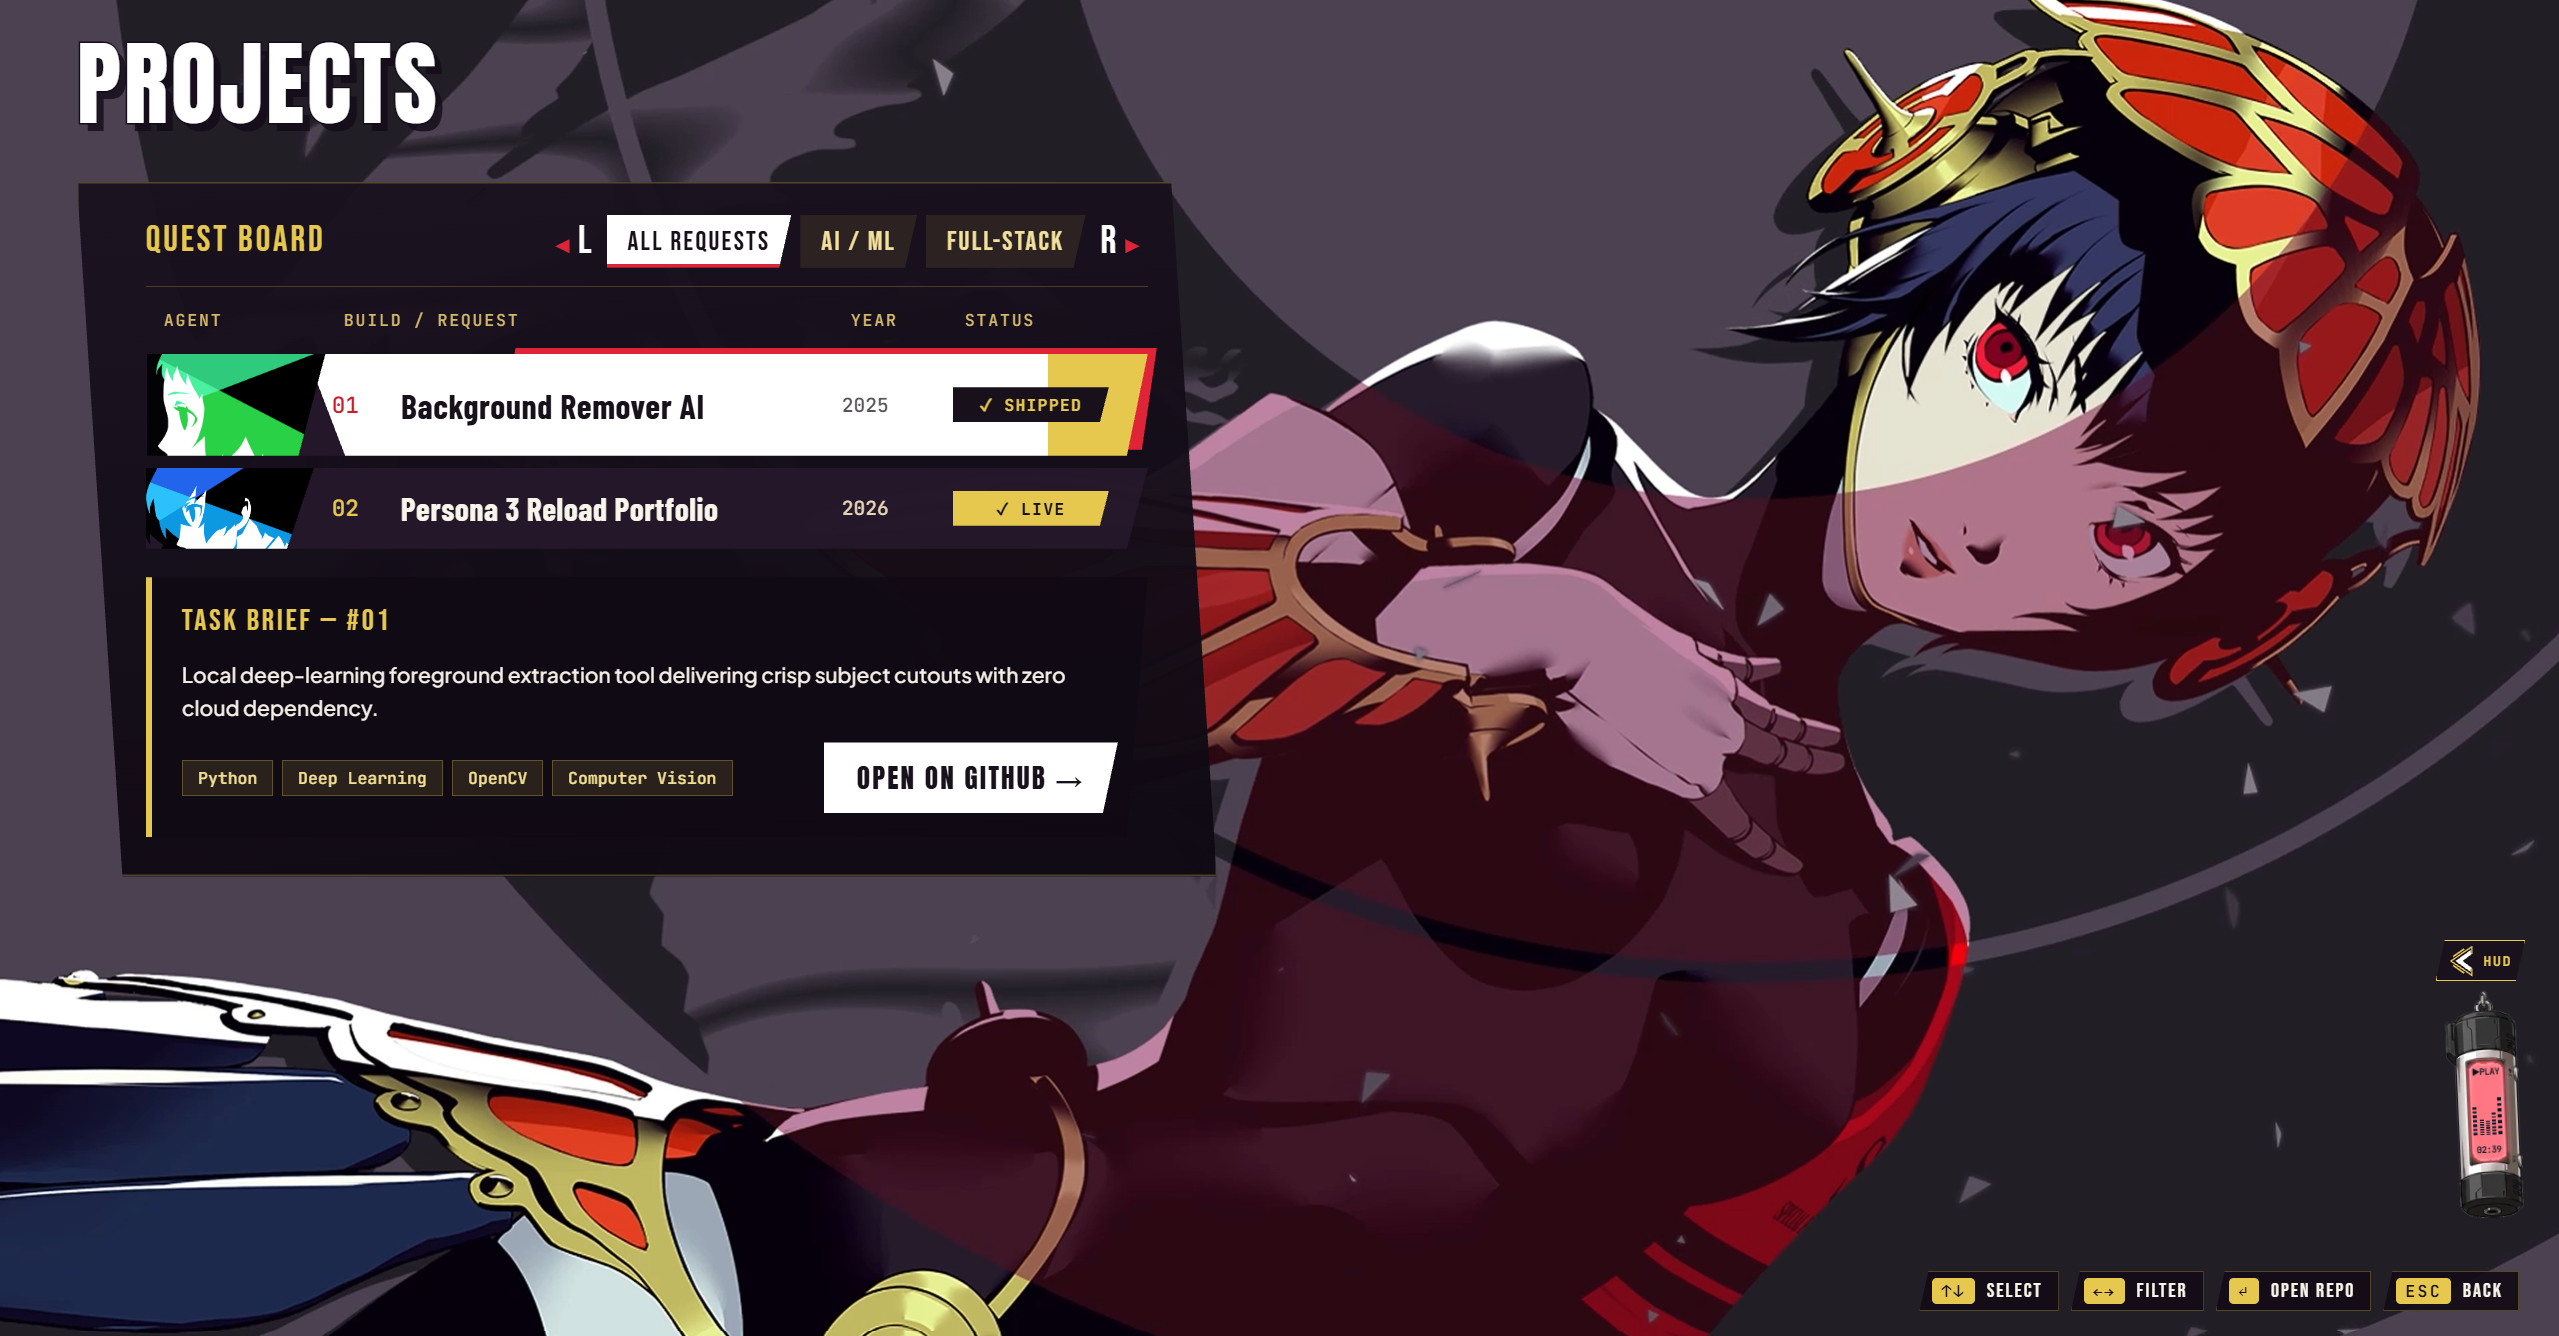 PROJECTS
QUEST BOARD
◀ L ALL REQUESTS AI / ML FULL-STACK R ▶
AGENT BUILD / REQUEST YEAR STATUS
01 Background Remover AI 2025 ✓ SHIPPED
02 Persona 3 Reload Portfolio 2026 ✓ LIVE
TASK BRIEF — #01
Local deep-learning foreground extraction tool delivering crisp subject cutouts with zero
cloud dependency.
Python Deep Learning OpenCV Computer Vision
OPEN ON GITHUB →
HUD
▶PLAY
02:39
↑↓ SELECT ←→ FILTER ↵ OPEN REPO ESC BACK